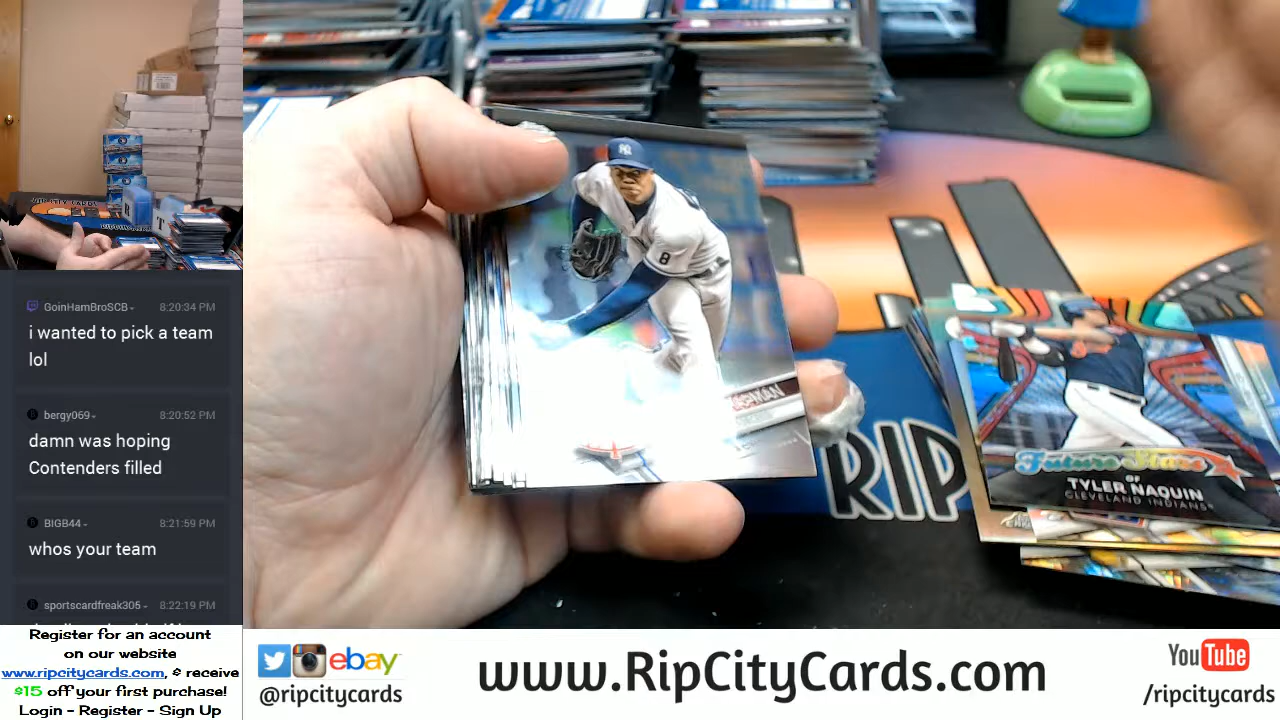 GoinHamBroSCB
8:20:34 PM
i wanted to pick a team
lol
bergy069
8:20:52 PM
damn was hoping
Contenders filled
BIGB44
8:21:59 PM
whos your team
sportscardfreak305
8:22:19 PM
Register for an account
on our website
www.ripcitycards.com, & receive
$15 off your first purchase!
Login - Register - Sign Up
NY
8
Future Stars
OF
TYLER NAQUIN
CLEVELAND INDIANS
RIP
ebay
@ripcitycards
www.RipCityCards.com
YouTube
/ripcitycards